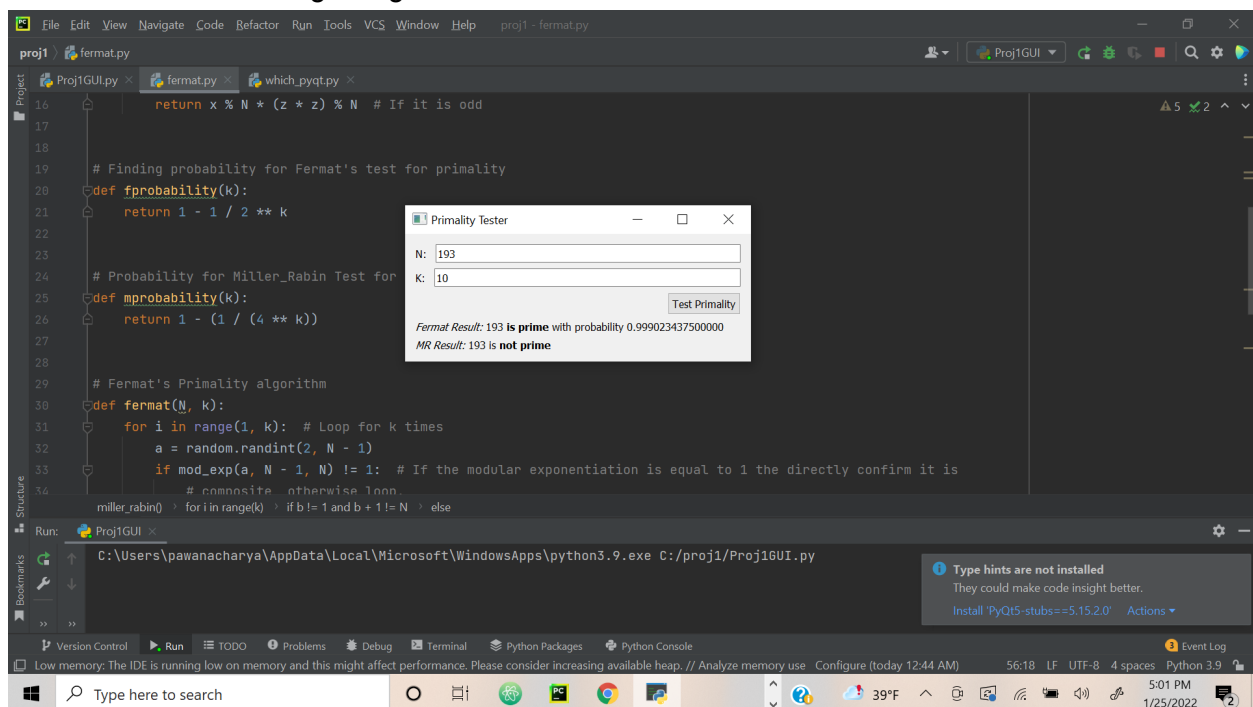 File Edit View Navigate Code Refactor Run Tools VCS Window Help proj1 - fermat.py
proj1 fermat.py Proj1GUI
Project
Proj1GUI.py fermat.py which_pyqt.py
16 return x % N * (z * z) % N # If it is odd 5 2
17
18
19 # Finding probability for Fermat's test for primality
20 def fprobability(k):
21 return 1 - 1 / 2 ** k
22
23
24 # Probability for Miller_Rabin Test for
25 def mprobability(k):
26 return 1 - (1 / (4 ** k))
27
28
29 # Fermat's Primality algorithm
30 def fermat(N, k):
31 for i in range(1, k): # Loop for k times
32 a = random.randint(2, N - 1)
33 if mod_exp(a, N - 1, N) != 1: # If the modular exponentiation is equal to 1 the directly confirm it is
34 # composite, otherwise loop.
Primality Tester
N: 193
K: 10
Test Primality
Fermat Result: 193 is prime with probability 0.999023437500000
MR Result: 193 is not prime
miller_rabin() for i in range(k) if b != 1 and b + 1 != N else
Structure
Bookmarks
Run: Proj1GUI
C:\Users\pawanacharya\AppData\Local\Microsoft\WindowsApps\python3.9.exe C:/proj1/Proj1GUI.py
Type hints are not installed
They could make code insight better.
Install 'PyQt5-stubs==5.15.2.0' Actions
Version Control Run TODO Problems Debug Terminal Python Packages Python Console 3 Event Log
Low memory: The IDE is running low on memory and this might affect performance. Please consider increasing available heap. // Analyze memory use Configure (today 12:44 AM) 56:18 LF UTF-8 4 spaces Python 3.9
Type here to search PC 39°F 5:01 PM
1/25/2022 2